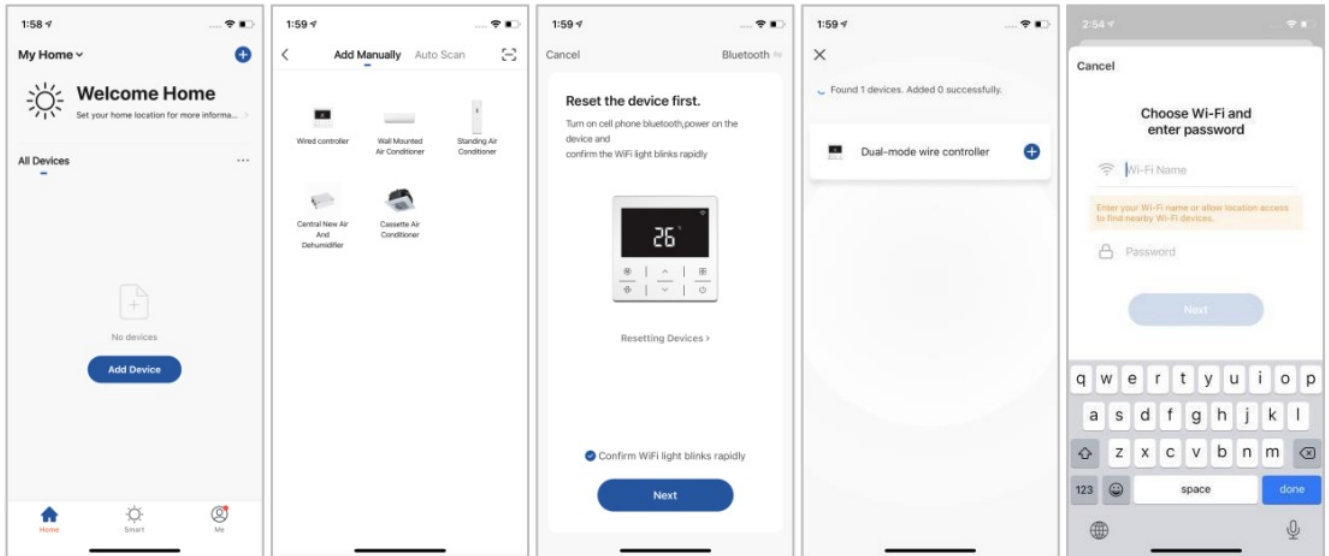 1:58
My Home
Welcome Home
Set your home location for more informa...
All Devices
No devices
Add Device
Home
Smart
Me
1:59
Add Manually Auto Scan
Wired controller
Wall Mounted
Air Conditioner
Standing Air
Conditioner
Central New Air
And
Dehumidifier
Cassette Air
Conditioner
1:59
Cancel
Bluetooth
Reset the device first.
Turn on cell phone bluetooth,power on the
device and
confirm the WiFi light blinks rapidly
26
Resetting Devices >
Confirm WiFi light blinks rapidly
Next
1:59
Found 1 devices. Added 0 successfully.
Dual-mode wire controller
2:54
Cancel
Choose Wi-Fi and
enter password
Wi-Fi Name
Enter your Wi-Fi name or allow location access
to find nearby Wi-Fi devices.
Password
Next
q w e r t y u i o p
a s d f g h j k l
z x c v b n m
123 space done